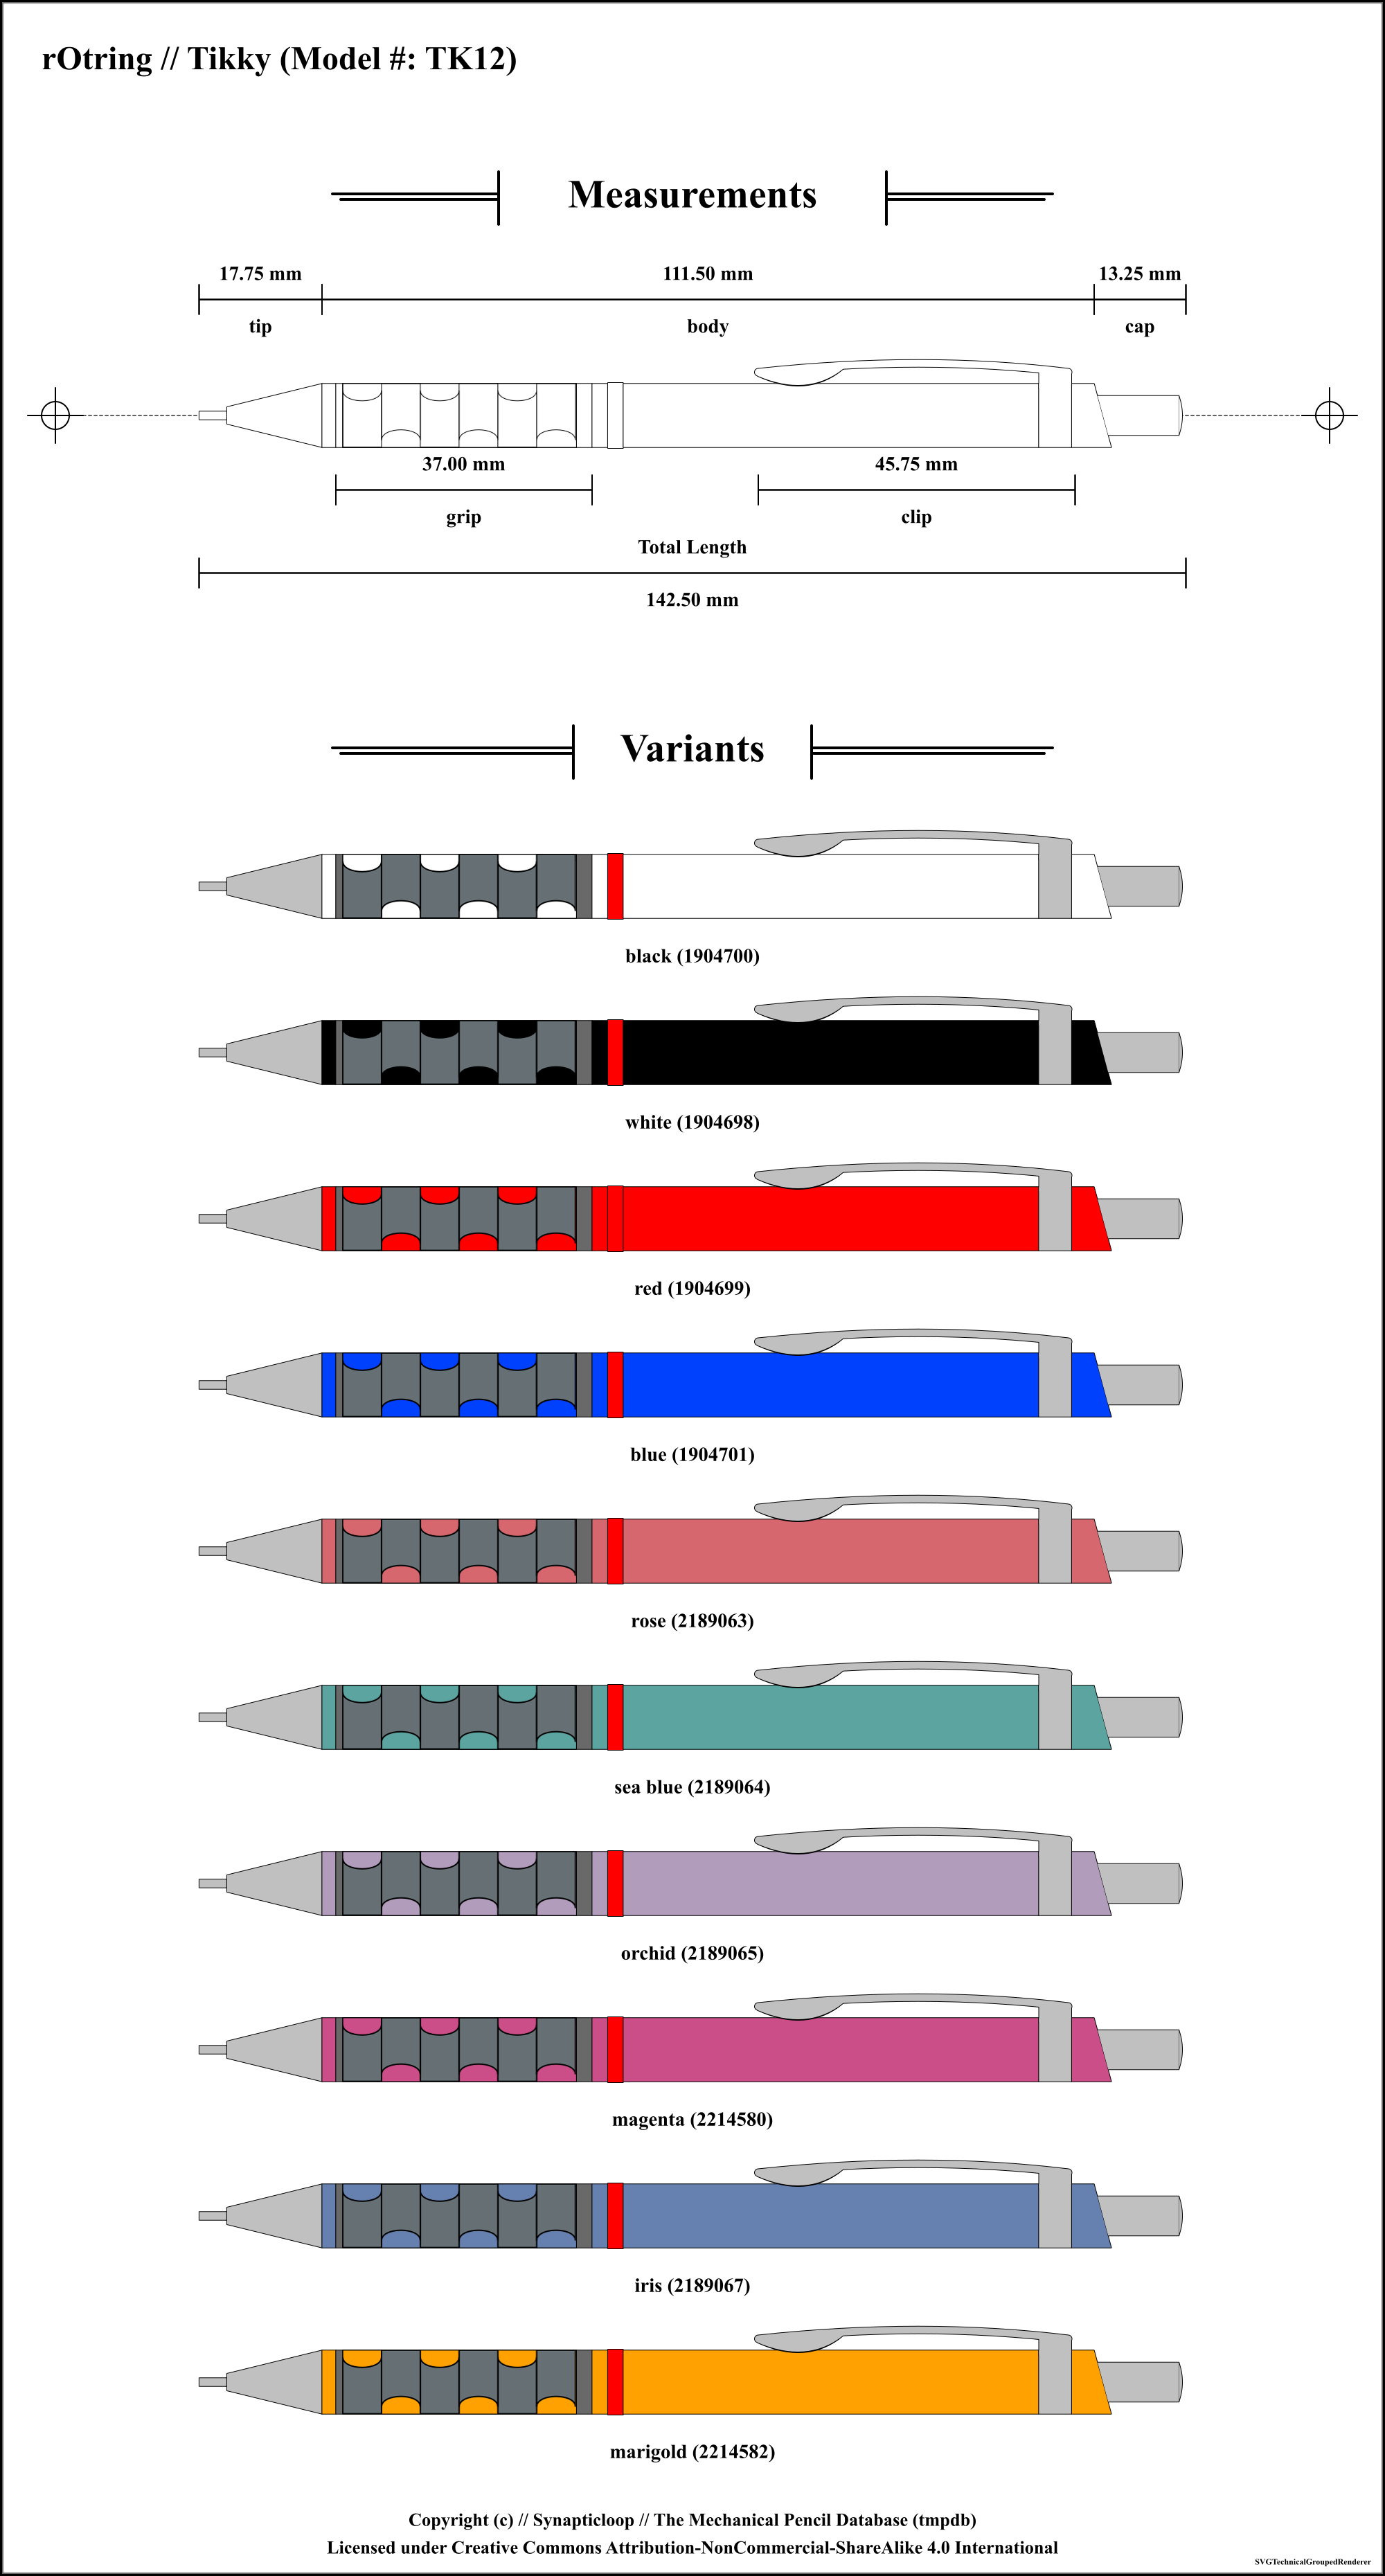 rOtring // Tikky (Model #: TK12)
Measurements
17.75 mm 111.50 mm 13.25 mm
tip body cap
37.00 mm 45.75 mm
grip clip
Total Length
142.50 mm
Variants
black (1904700)
white (1904698)
red (1904699)
blue (1904701)
rose (2189063)
sea blue (2189064)
orchid (2189065)
magenta (2214580)
iris (2189067)
marigold (2214582)
Copyright (c) // Synapticloop // The Mechanical Pencil Database (tmpdb)
Licensed under Creative Commons Attribution-NonCommercial-ShareAlike 4.0 International
SVGTechnicalGroupedRenderer